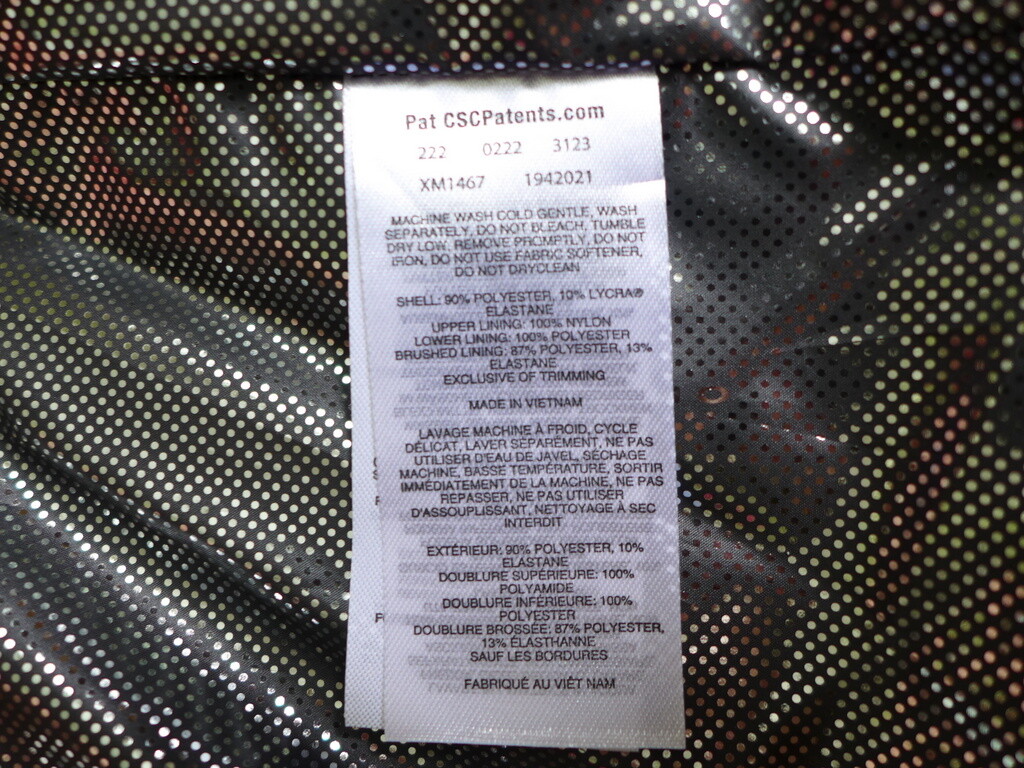 Pat CSCPatents.com
222 0222 3123
XM1467 1942021
MACHINE WASH COLD GENTLE, WASH
SEPARATELY, DO NOT BLEACH, TUMBLE
DRY LOW, REMOVE PROMPTLY, DO NOT
IRON, DO NOT USE FABRIC SOFTENER,
DO NOT DRYCLEAN
SHELL: 90% POLYESTER, 10% LYCRA®
ELASTANE
UPPER LINING: 100% NYLON
LOWER LINING: 100% POLYESTER
BRUSHED LINING: 87% POLYESTER, 13%
ELASTANE
EXCLUSIVE OF TRIMMING
MADE IN VIETNAM
LAVAGE MACHINE À FROID, CYCLE
DÉLICAT, LAVER SÉPARÉMENT, NE PAS
UTILISER D'EAU DE JAVEL, SÉCHAGE
MACHINE, BASSE TEMPÉRATURE, SORTIR
IMMÉDIATEMENT DE LA MACHINE, NE PAS
REPASSER, NE PAS UTILISER
D'ASSOUPLISSANT, NETTOYAGE À SEC
INTERDIT
EXTÉRIEUR: 90% POLYESTER, 10%
ELASTANE
DOUBLURE SUPÉRIEURE: 100%
POLYAMIDE
DOUBLURE INFÉRIEURE: 100%
POLYESTER
DOUBLURE BROSSÉE: 87% POLYESTER,
13% ÉLASTHANNE
SAUF LES BORDURES
FABRIQUÉ AU VIÊT NAM